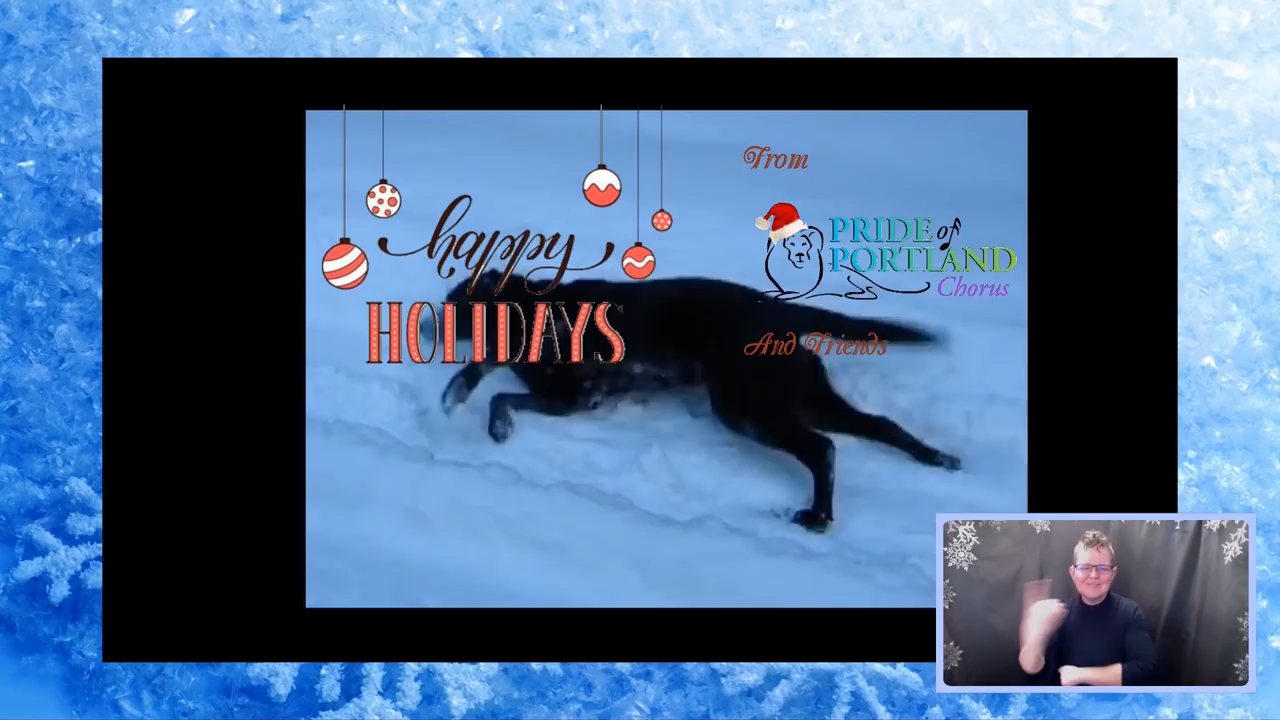 happy
HOLIDAYS
From
PRIDE of
PORTLAND
Chorus
And Friends